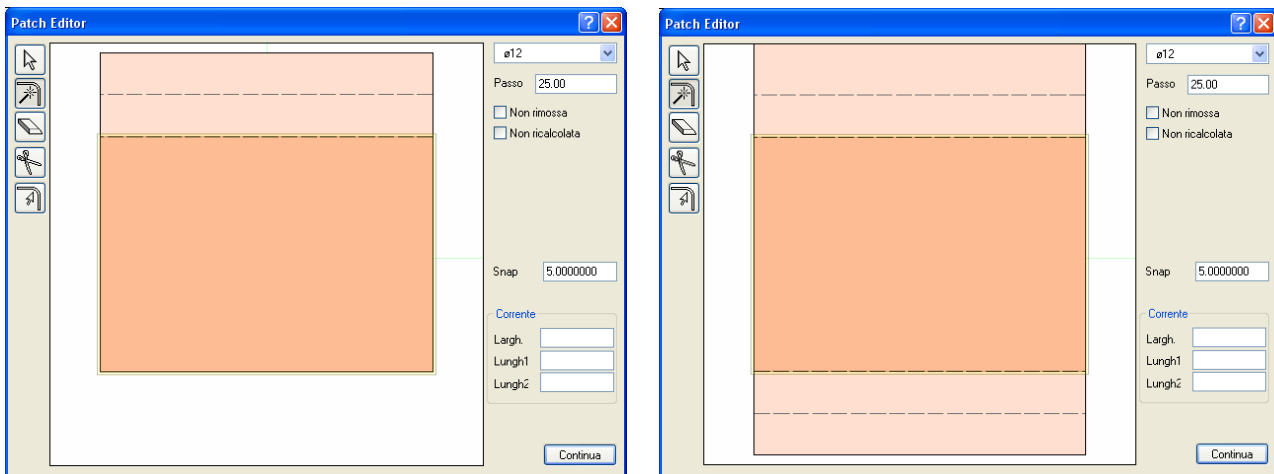 Patch Editor
ø12
Passo 25.00
Non rimossa
Non ricalcolata
Snap 5.0000000
Corrente
Largh.
Lungh1
Lungh2
Continua
Patch Editor
ø12
Passo 25.00
Non rimossa
Non ricalcolata
Snap 5.0000000
Corrente
Largh.
Lungh1
Lungh2
Continua